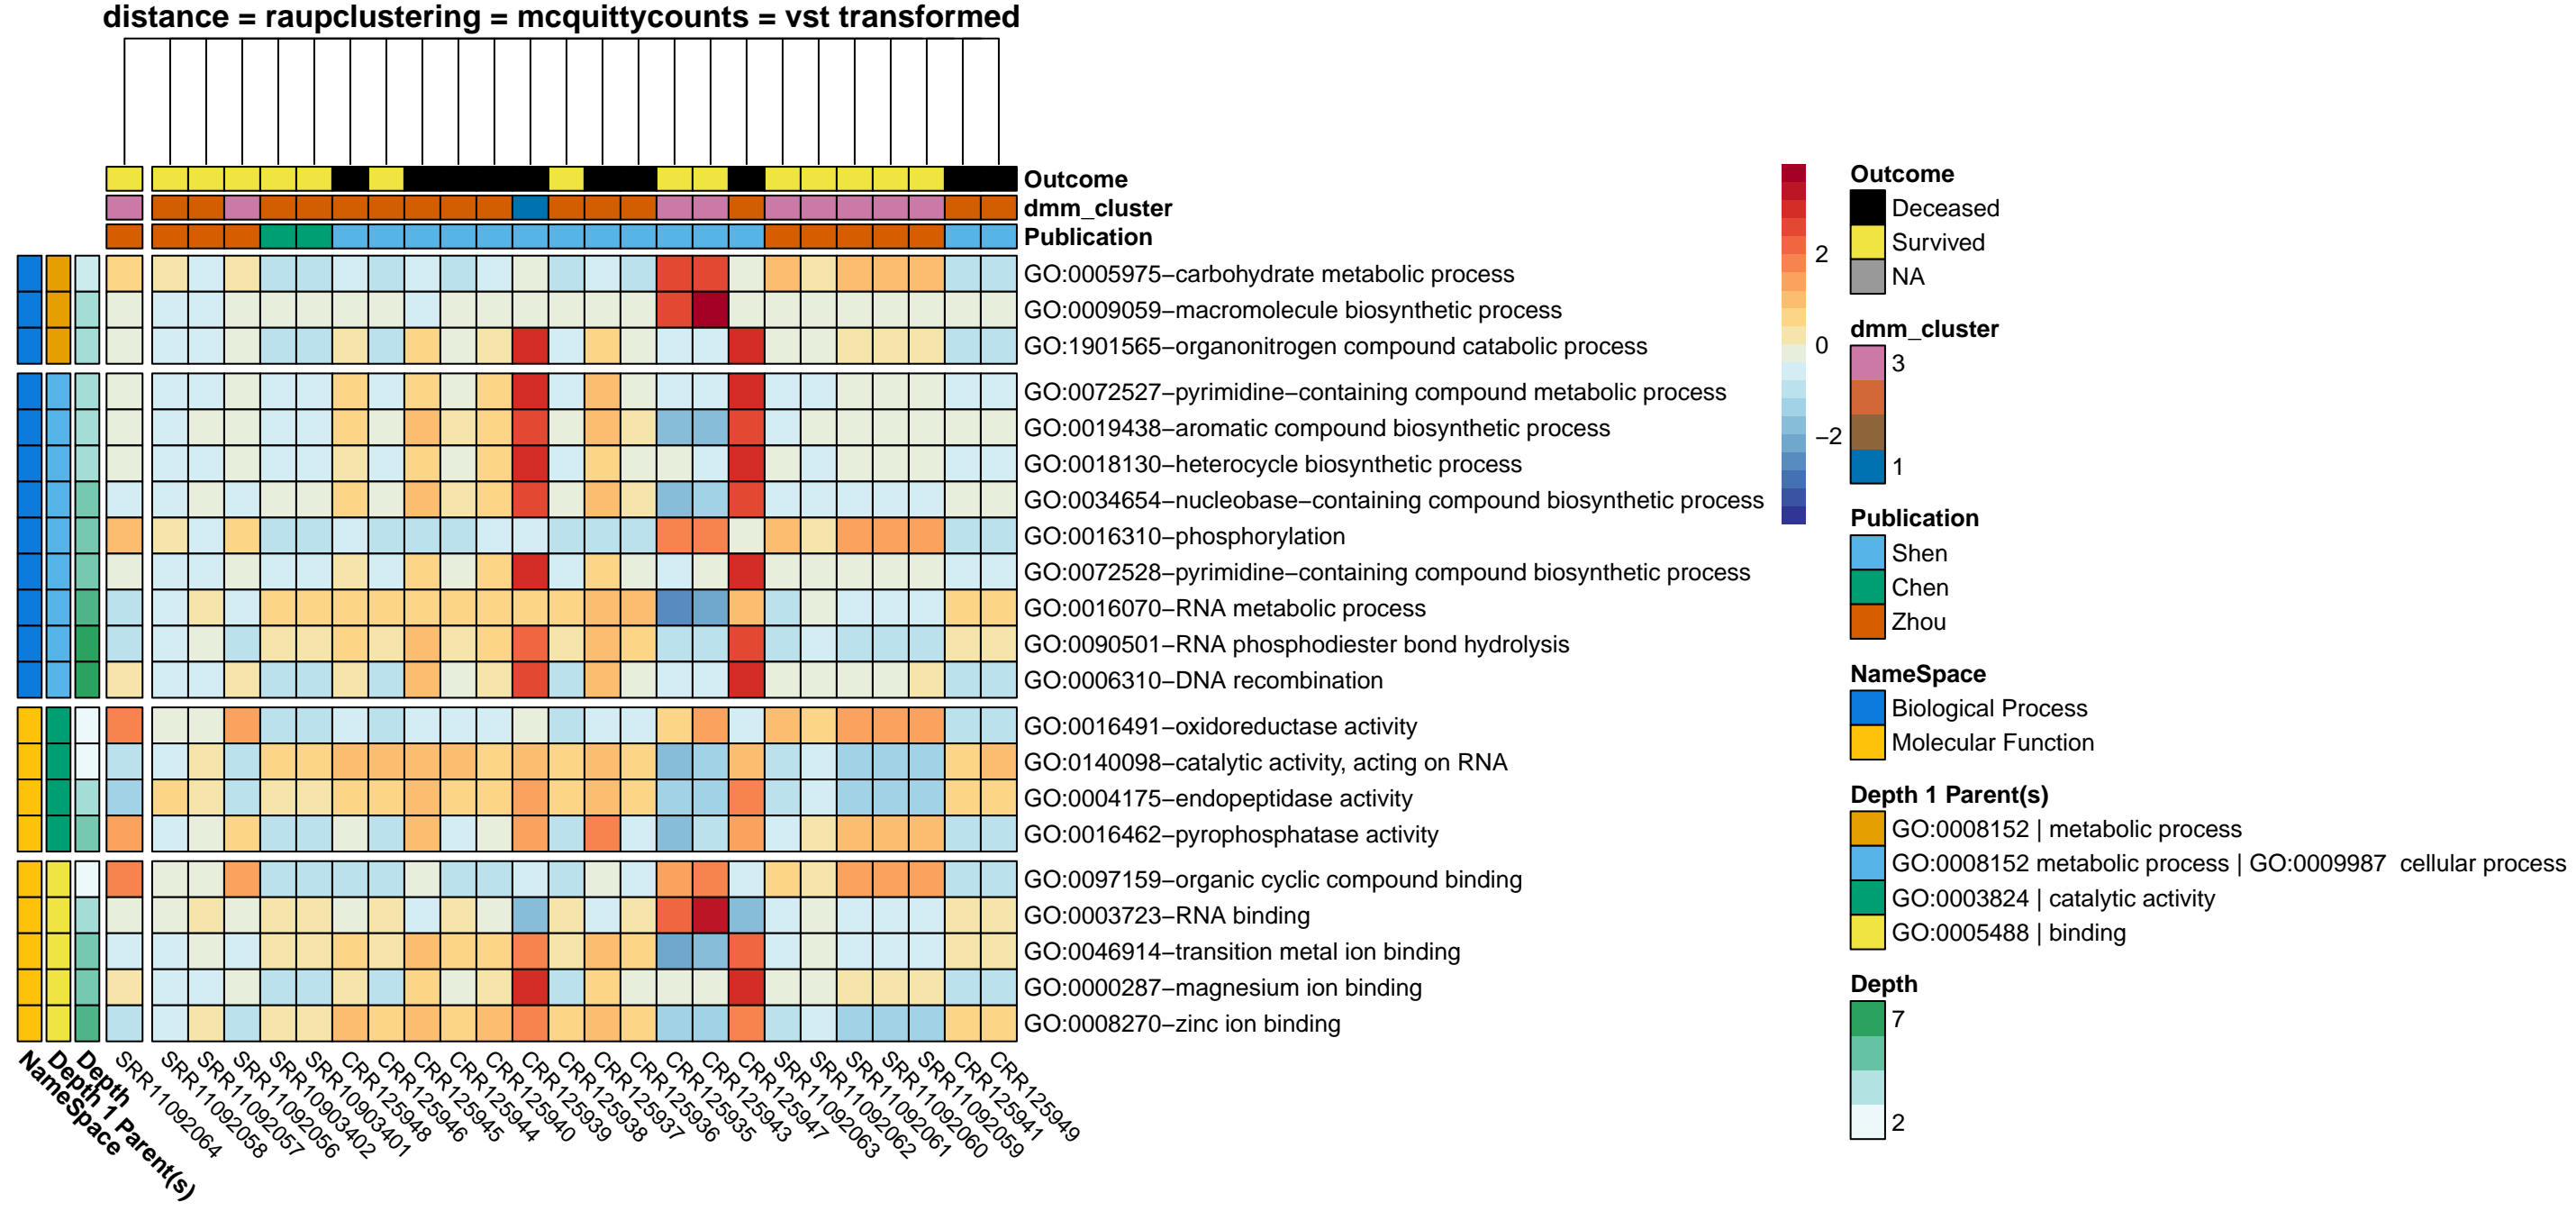 distance = raupclustering = mcquittycounts = vst transformed
Outcome
dmm_cluster
Publication
GO:0005975−carbohydrate metabolic process
GO:0009059−macromolecule biosynthetic process
GO:1901565−organonitrogen compound catabolic process
GO:0072527−pyrimidine−containing compound metabolic process
GO:0019438−aromatic compound biosynthetic process
GO:0018130−heterocycle biosynthetic process
GO:0034654−nucleobase−containing compound biosynthetic process
GO:0016310−phosphorylation
GO:0072528−pyrimidine−containing compound biosynthetic process
GO:0016070−RNA metabolic process
GO:0090501−RNA phosphodiester bond hydrolysis
GO:0006310−DNA recombination
GO:0016491−oxidoreductase activity
GO:0140098−catalytic activity, acting on RNA
GO:0004175−endopeptidase activity
GO:0016462−pyrophosphatase activity
GO:0097159−organic cyclic compound binding
GO:0003723−RNA binding
GO:0046914−transition metal ion binding
GO:0000287−magnesium ion binding
GO:0008270−zinc ion binding
NameSpace
Depth 1 Parent(s)
Depth
SRR11092064
SRR11092058
SRR11092057
SRR11092056
SRR10903402
SRR10903401
CRR125948
CRR125946
CRR125945
CRR125944
CRR125940
CRR125939
CRR125938
CRR125937
CRR125936
CRR125935
CRR125943
CRR125947
SRR11092063
SRR11092062
SRR11092061
SRR11092060
SRR11092059
CRR125941
CRR125949
2
0
−2
Outcome
Deceased
Survived
NA
dmm_cluster
3
1
Publication
Shen
Chen
Zhou
NameSpace
Biological Process
Molecular Function
Depth 1 Parent(s)
GO:0008152 | metabolic process
GO:0008152 metabolic process | GO:0009987  cellular process
GO:0003824 | catalytic activity
GO:0005488 | binding
Depth
7
2